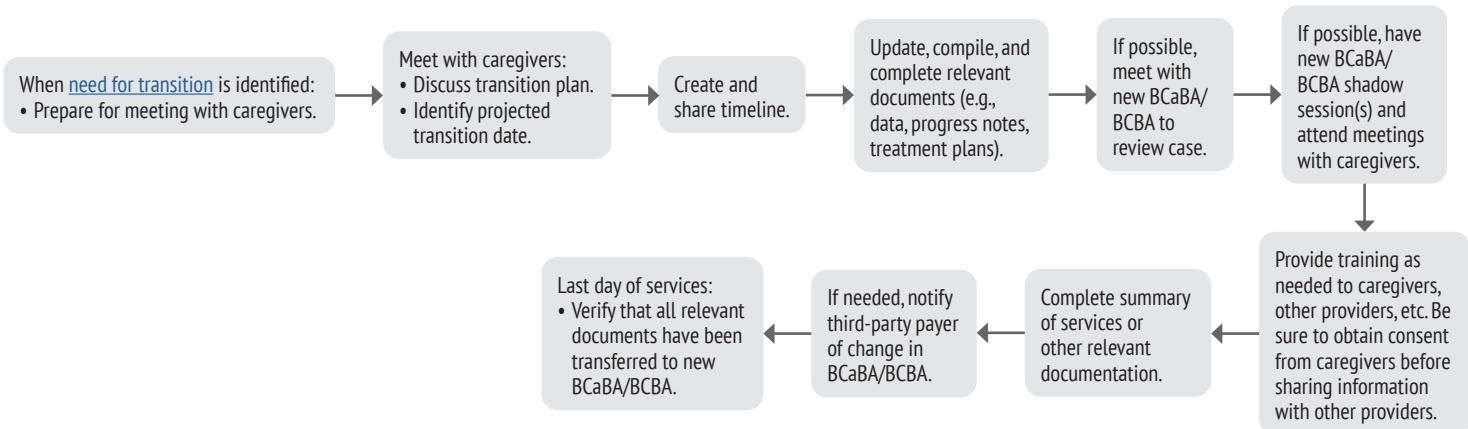 When need for transition is identified:
• Prepare for meeting with caregivers.
Meet with caregivers:
• Discuss transition plan.
• Identify projected
transition date.
Create and
share timeline.
Update, compile, and
complete relevant
documents (e.g.,
data, progress notes,
treatment plans).
If possible,
meet with
new BCaBA/
BCBA to
review case.
If possible, have
new BCaBA/
BCBA shadow
session(s) and
attend meetings
with caregivers.
Provide training as
needed to caregivers,
other providers, etc. Be
sure to obtain consent
from caregivers before
sharing information
with other providers.
Complete summary
of services or
other relevant
documentation.
If needed, notify
third-party payer
of change in
BCaBA/BCBA.
Last day of services:
• Verify that all relevant
documents have been
transferred to new
BCaBA/BCBA.